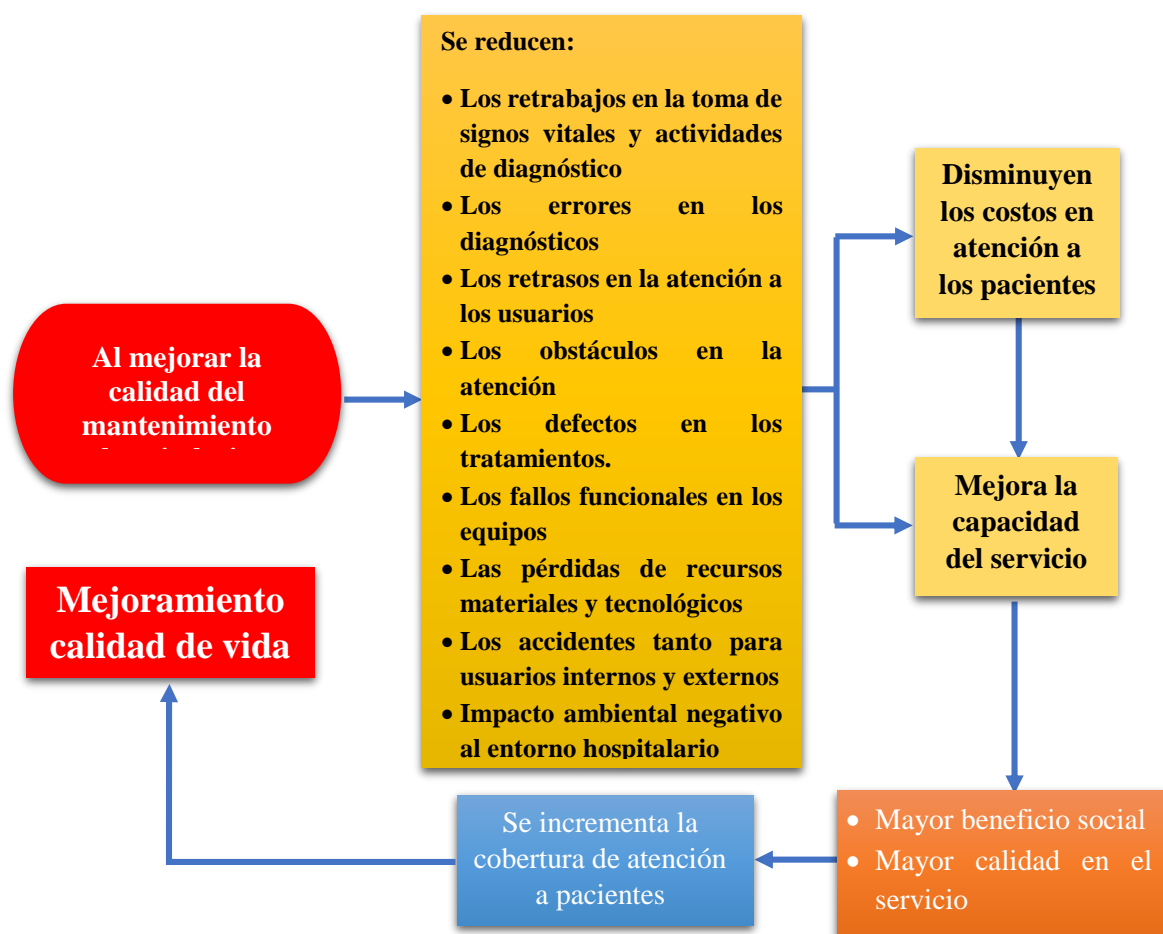 Al mejorar la
calidad del
mantenimiento
Se reducen:
• Los retrabajos en la toma de
signos vitales y actividades
de diagnóstico
• Los errores en los
diagnósticos
• Los retrasos en la atención a
los usuarios
• Los obstáculos en la
atención
• Los defectos en los
tratamientos.
• Los fallos funcionales en los
equipos
• Las pérdidas de recursos
materiales y tecnológicos
• Los accidentes tanto para
usuarios internos y externos
• Impacto ambiental negativo
al entorno hospitalario
Disminuyen
los costos en
atención a
los pacientes
Mejora la
capacidad
del servicio
• Mayor beneficio social
• Mayor calidad en el
servicio
Se incrementa la
cobertura de atención
a pacientes
Mejoramiento
calidad de vida